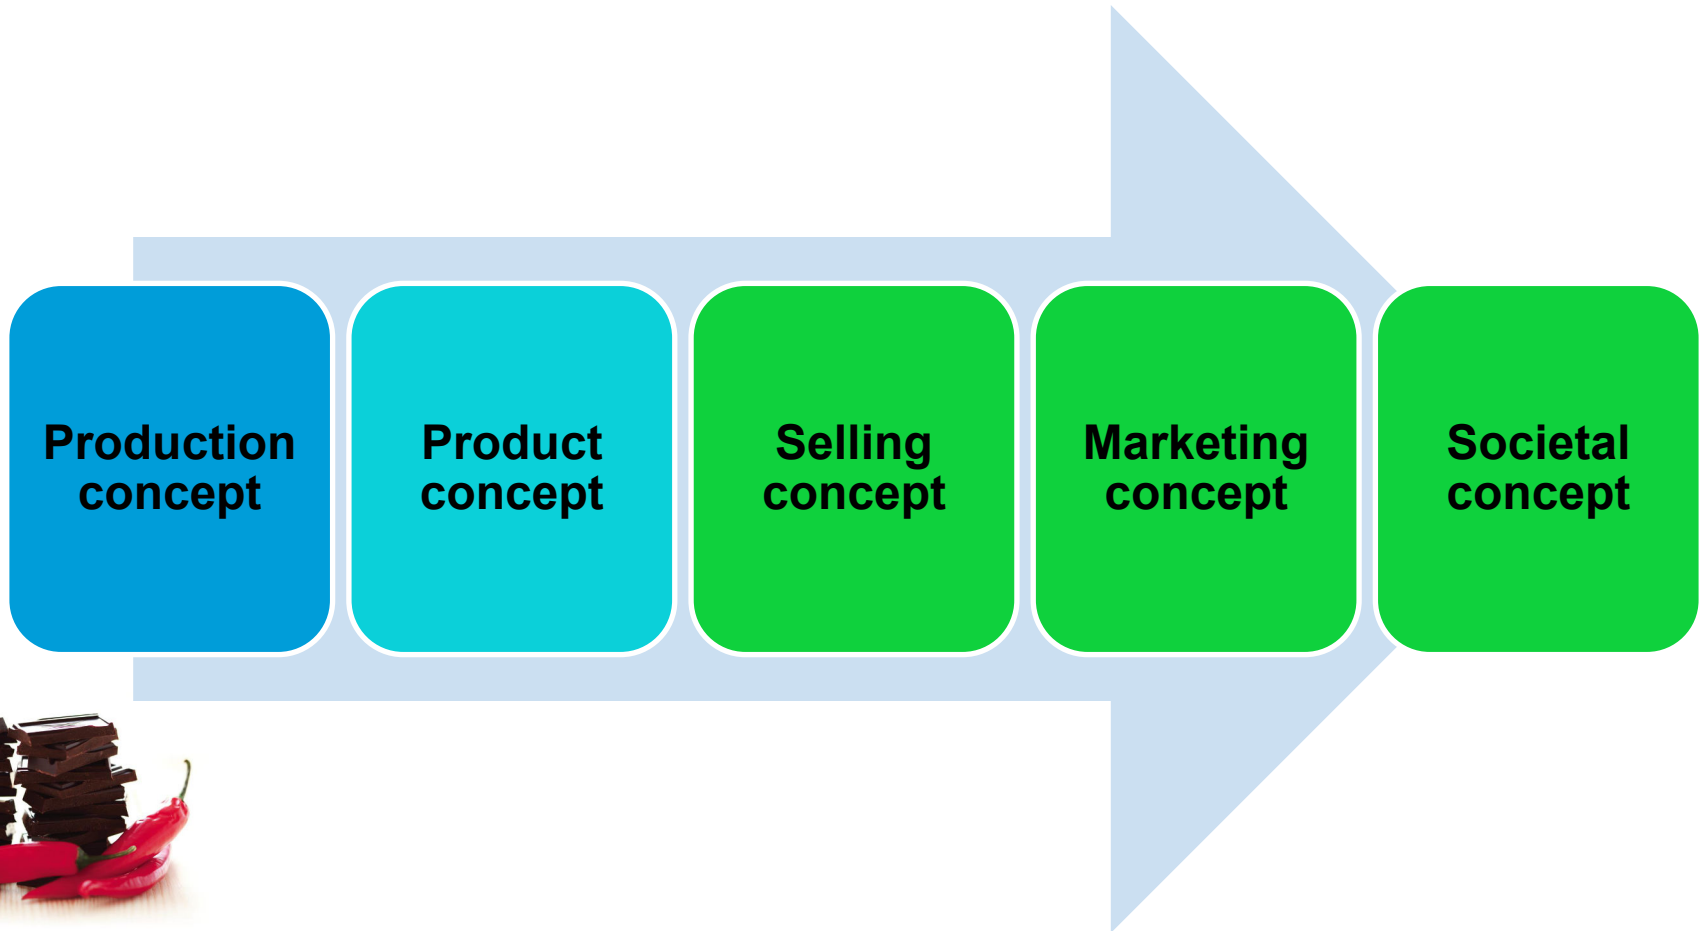 Production
concept
Product
concept
Selling
concept
Marketing
concept
Societal
concept